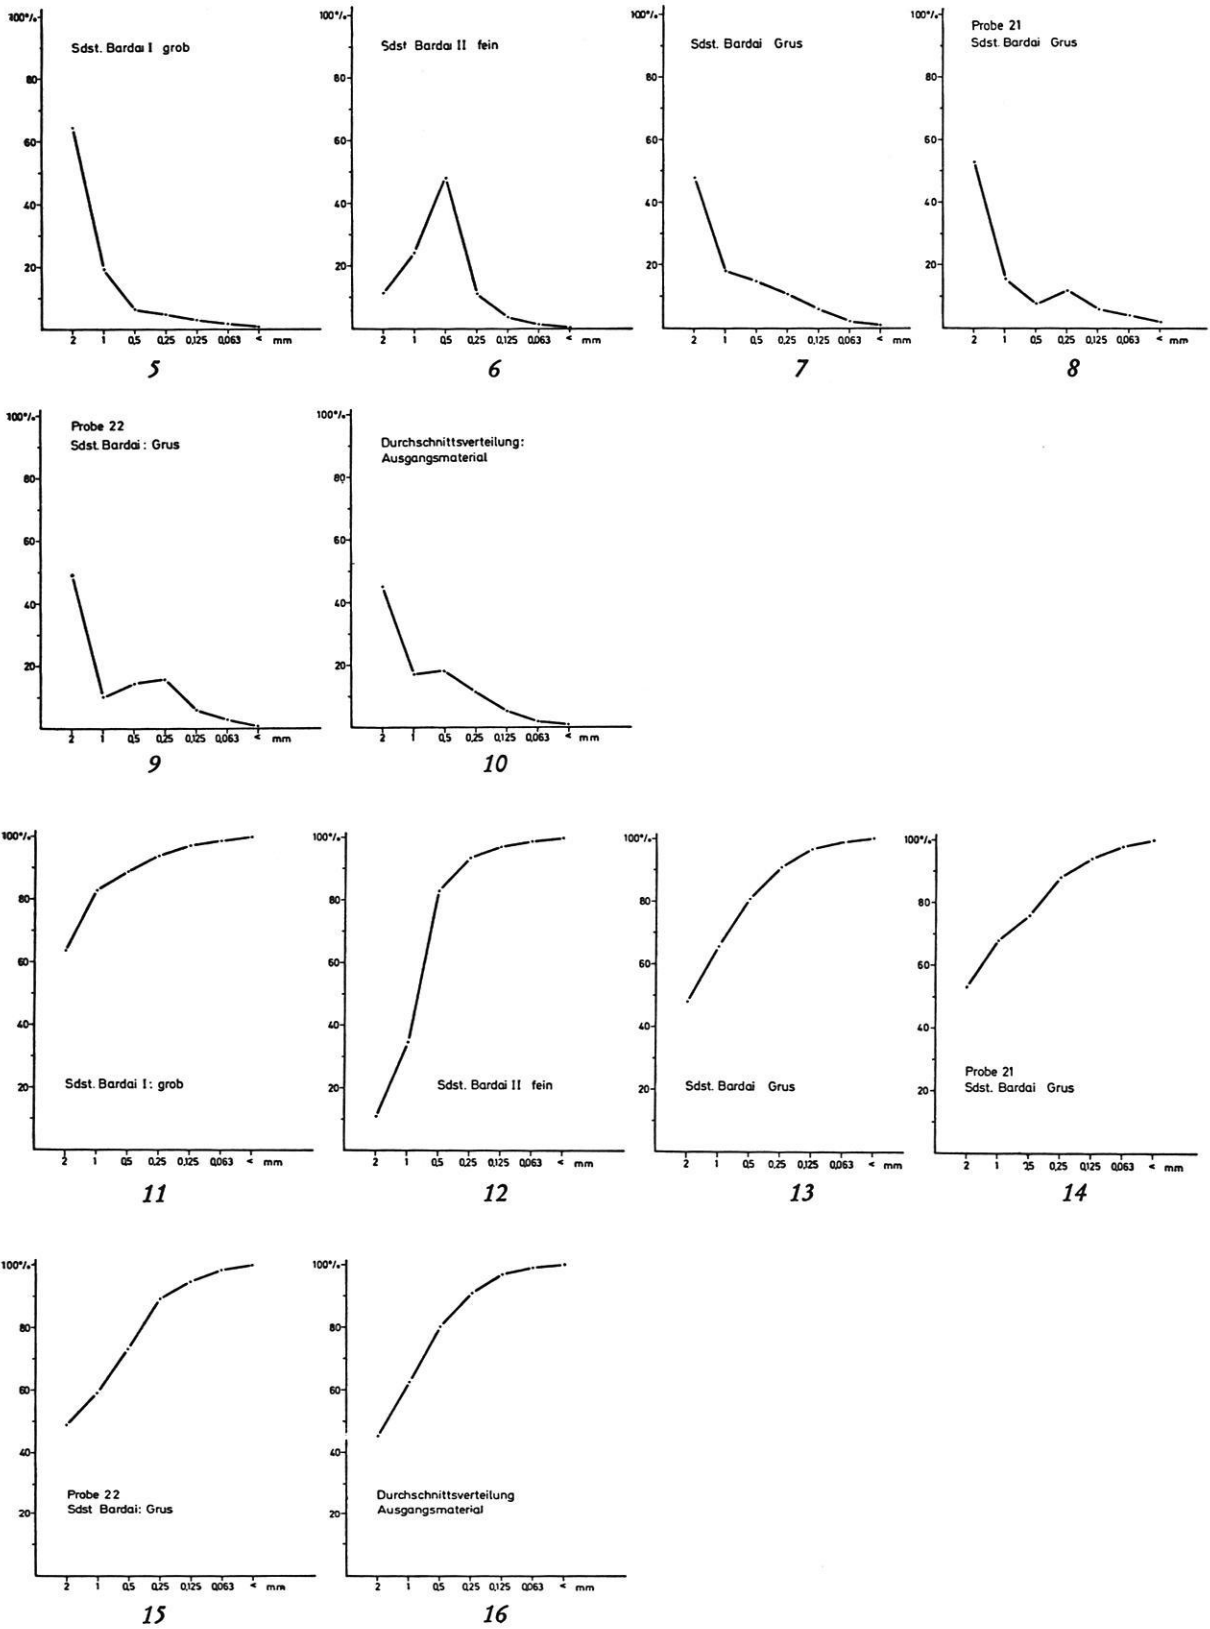 100%
80
60
40
20
Sdst. Bardai I grob
2 1 0,5 0,25 0,125 0,063 < mm
5
100%
80
60
40
20
Sdst Bardai II fein
2 1 0,5 0,25 0,125 0,063 < mm
6
100%
80
60
40
20
Sdst. Bardai Grus
2 1 0,5 0,25 0,125 0,063 < mm
7
100%
80
60
40
20
Probe 21
Sdst. Bardai Grus
2 1 0,5 0,25 0,125 0,063 < mm
8
100%
80
60
40
20
Probe 22
Sdst. Bardai: Grus
2 1 0,5 0,25 0,125 0,063 < mm
9
100%
80
60
40
20
Durchschnittsverteilung:
Ausgangsmaterial
2 1 0,5 0,25 0,125 0,063 < mm
10
100%
80
60
40
20
Sdst. Bardai I: grob
2 1 0,5 0,25 0,125 0,063 < mm
11
100%
80
60
40
20
Sdst. Bardai II fein
2 1 0,5 0,25 0,125 0,063 < mm
12
100%
80
60
40
20
Sdst. Bardai Grus
2 1 0,5 0,25 0,125 0,063 < mm
13
100%
80
60
40
20
Probe 21
Sdst. Bardai Grus
2 1 0,5 0,25 0,125 0,063 < mm
14
100%
80
60
40
20
Probe 22
Sdst Bardai: Grus
2 1 0,5 0,25 0,125 0,063 < mm
15
100%
80
60
40
20
Durchschnittsverteilung
Ausgangsmaterial
2 1 0,5 0,25 0,125 0,063 < mm
16